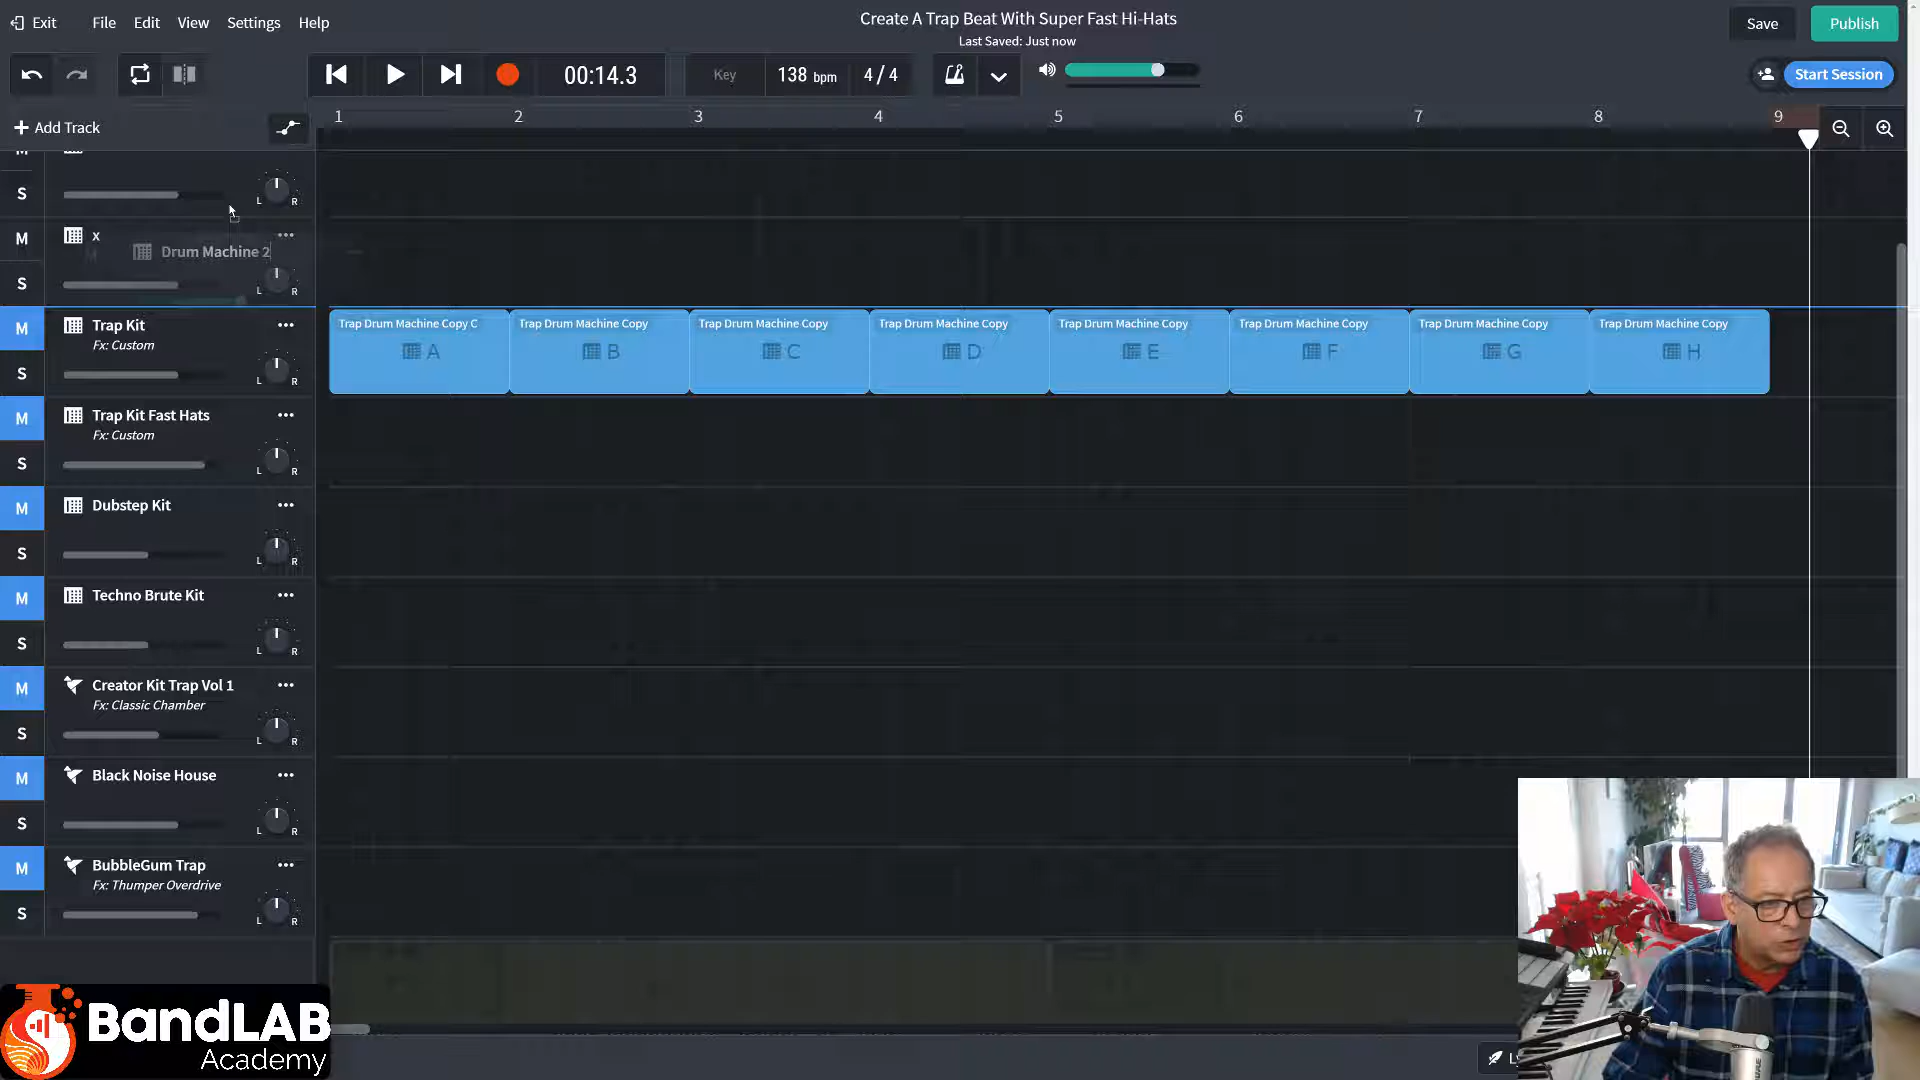 Exit File Edit View Settings Help
Create A Trap Beat With Super Fast Hi-Hats
Last Saved: Just now
Save Publish
00:14.3 Key 138 bpm 4 / 4
Start Session
Add Track
1 2 3 4 5 6 7 8 9
M
S L R
M x
Drum Machine 2
S L R
M Trap Kit
Fx: Custom
S L R
Trap Drum Machine Copy C Trap Drum Machine Copy Trap Drum Machine Copy Trap Drum Machine Copy Trap Drum Machine Copy Trap Drum Machine Copy Trap Drum Machine Copy Trap Drum Machine Copy
A B C D E F G H
M Trap Kit Fast Hats
Fx: Custom
S L R
M Dubstep Kit
S L R
M Techno Brute Kit
S L R
M Creator Kit Trap Vol 1
Fx: Classic Chamber
S L R
M Black Noise House
S L R
M BubbleGum Trap
Fx: Thumper Overdrive
S L R
BandLAB
Academy